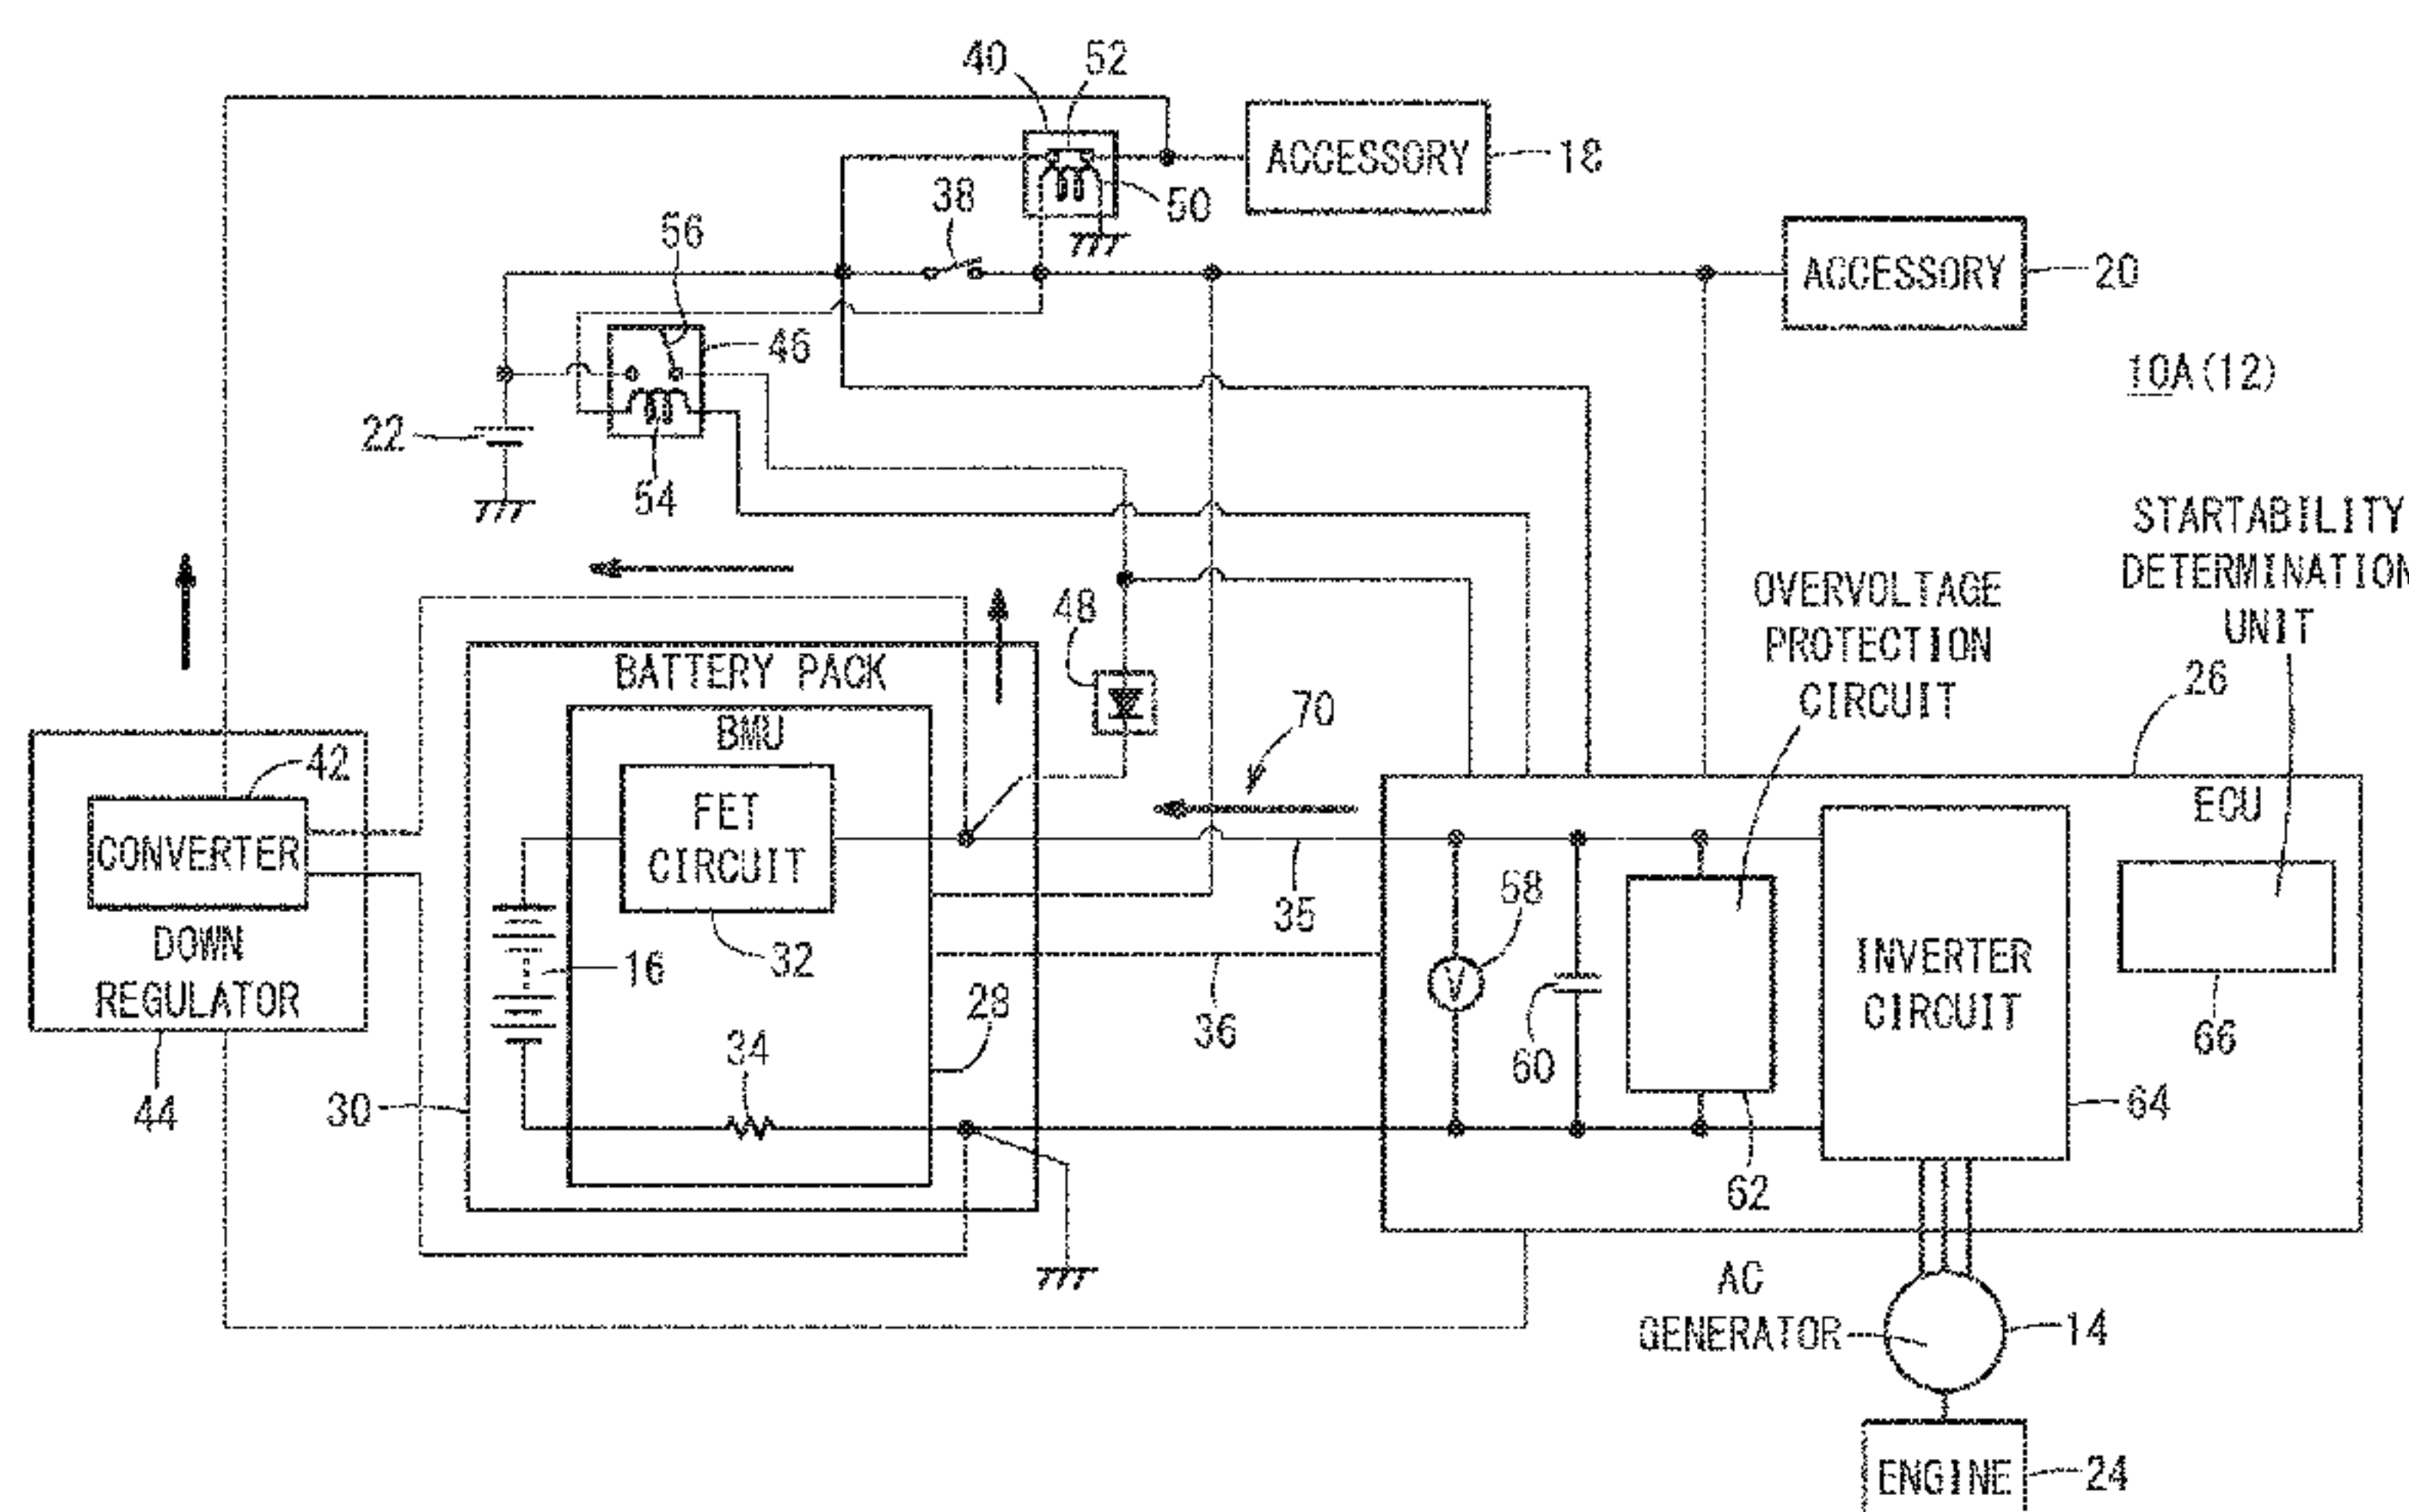 40
52
ACCESSORY
18
38
50
56
ACCESSORY
20
46
10A(12)
22
54
STARTABILITY
DETERMINATION
UNIT
OVERVOLTAGE
PROTECTION
CIRCUIT
48
BATTERY PACK
70
26
BMU
42
ECU
FET
CIRCUIT
CONVERTER
58
35
DOWN
REGULATOR
16
32
INVERTER
CIRCUIT
V
28
36
34
60
66
44
30
64
62
AC
GENERATOR
14
ENGINE
24